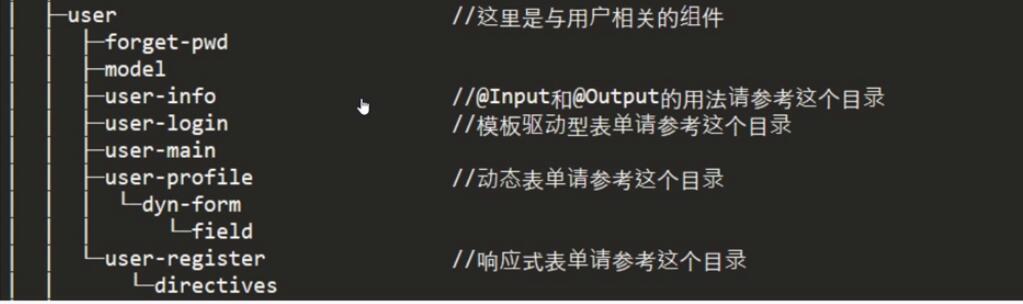 │  │  ├─user                    //这里是与用户相关的组件
│  │  │  ├─forget-pwd
│  │  │  ├─model
│  │  │  ├─user-info            //@Input和@Output的用法请参考这个目录
│  │  │  ├─user-login           //模板驱动型表单请参考这个目录
│  │  │  ├─user-main
│  │  │  ├─user-profile         //动态表单请参考这个目录
│  │  │  │  └─dyn-form
│  │  │  │      └─field
│  │  │  └─user-register        //响应式表单请参考这个目录
│  │  │      └─directives